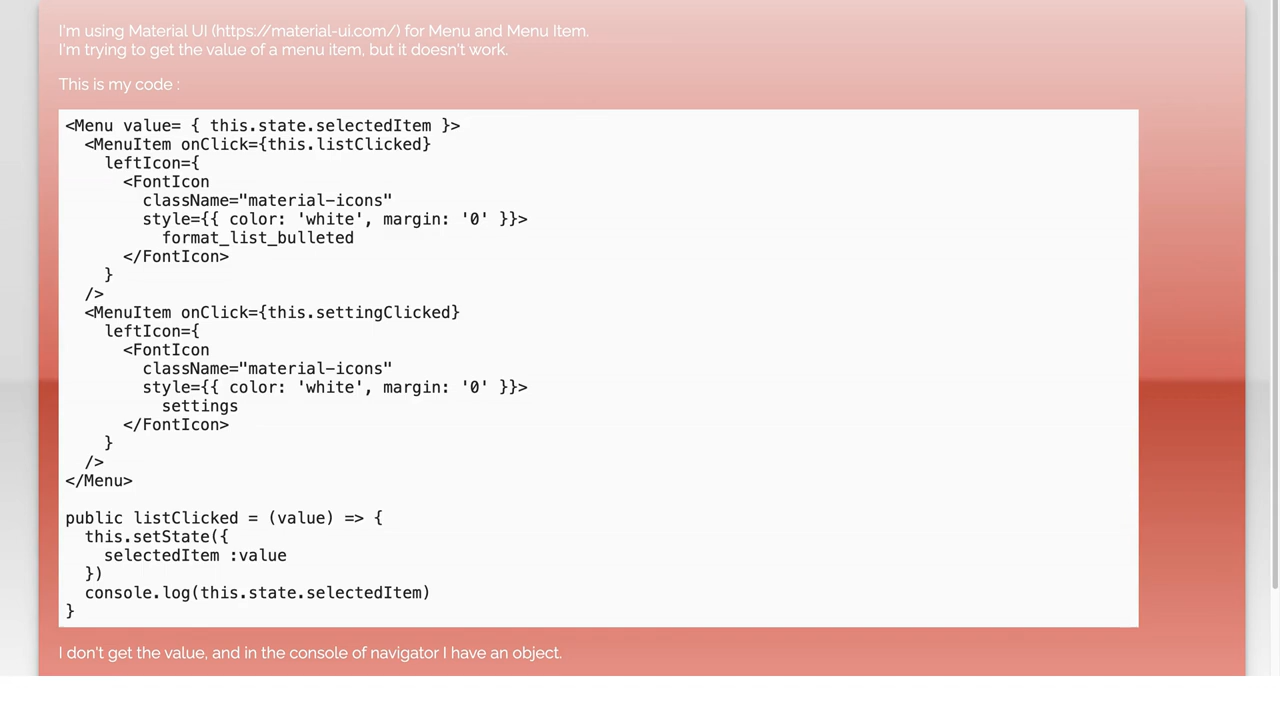 I'm using Material UI (https://material-ui.com/) for Menu and Menu Item.
I'm trying to get the value of a menu item, but it doesn't work.
This is my code :
<Menu value= { this.state.selectedItem }>
  <MenuItem onClick={this.listClicked}
    leftIcon={
      <FontIcon
        className="material-icons"
        style={{ color: 'white', margin: '0' }}>
          format_list_bulleted
      </FontIcon>
    }
  />
  <MenuItem onClick={this.settingClicked}
    leftIcon={
      <FontIcon
        className="material-icons"
        style={{ color: 'white', margin: '0' }}>
          settings
      </FontIcon>
    }
  />
</Menu>
public listClicked = (value) => {
  this.setState({
    selectedItem :value
  })
  console.log(this.state.selectedItem)
}
I don't get the value, and in the console of navigator I have an object.